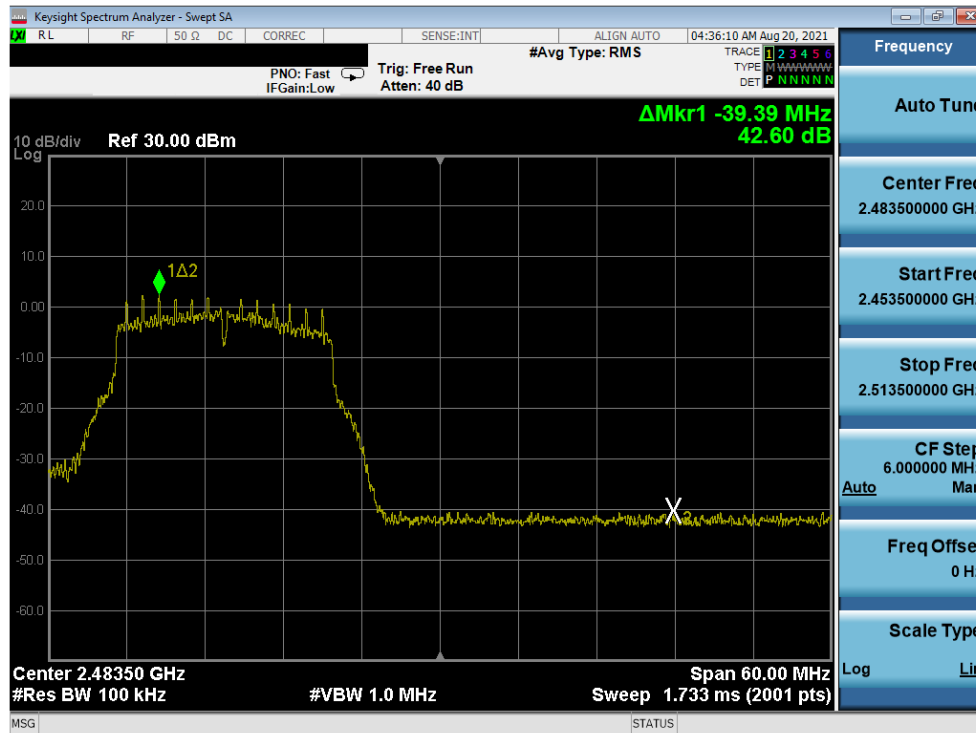 Keysight Spectrum Analyzer - Swept SA
LXI RL RF 50 Ω DC CORREC SENSE:INT ALIGN AUTO 04:36:10 AM Aug 20, 2021
PNO: Fast
IFGain:Low
Trig: Free Run
Atten: 40 dB
#Avg Type: RMS
TRACE 1 2 3 4 5 6
TYPE M WWWWW
DET P N N N N N
ΔMkr1 -39.39 MHz
42.60 dB
10 dB/div Ref 30.00 dBm
Log
20.0
10.0
0.00
-10.0
-20.0
-30.0
-40.0
-50.0
-60.0
1Δ2
X2
Center 2.48350 GHz Span 60.00 MHz
#Res BW 100 kHz #VBW 1.0 MHz Sweep 1.733 ms (2001 pts)
MSG STATUS
Frequency
Auto Tune
Center Freq
2.483500000 GHz
Start Freq
2.453500000 GHz
Stop Freq
2.513500000 GHz
CF Step
6.000000 MHz
Auto Man
Freq Offset
0 Hz
Scale Type
Log Lin